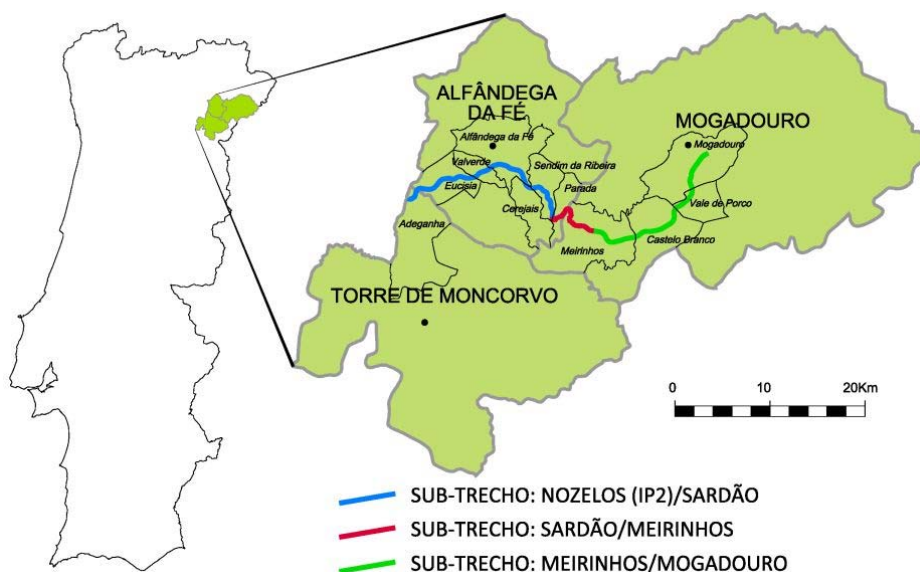 ALFÂNDEGA
DA FÉ
MOGADOURO
Alfândega da Fé
Mogadouro
Valverde
Sendim da Ribeira
Eucisia
Parada
Cerejais
Vale de Porco
Adeganha
Castelo Branco
Meirinhos
TORRE DE MONCORVO
0 10 20Km
SUB-TRECHO: NOZELOS (IP2)/SARDÃO
SUB-TRECHO: SARDÃO/MEIRINHOS
SUB-TRECHO: MEIRINHOS/MOGADOURO